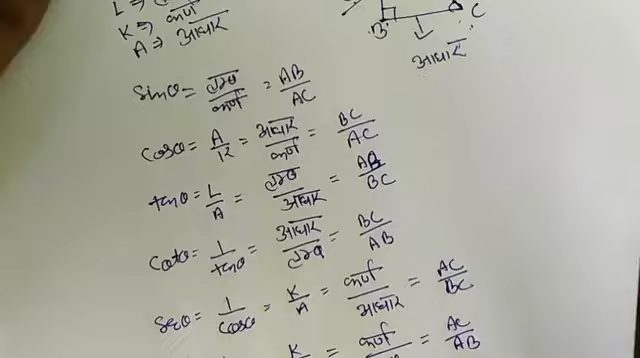 L ⇒
K ⇒ कर्ण
A ⇒ आधार
B
C
आधार
Sinθ = लम्ब/कर्ण = AB/AC
Cosθ = A/K = आधार/कर्ण = BC/AC
tanθ = L/A = लम्ब/आधार = AB/BC
Cotθ = 1/tanθ = आधार/लम्ब = BC/AB
Secθ = 1/Cosθ = K/A = कर्ण/आधार = AC/BC
K = कर्ण = AC/AB